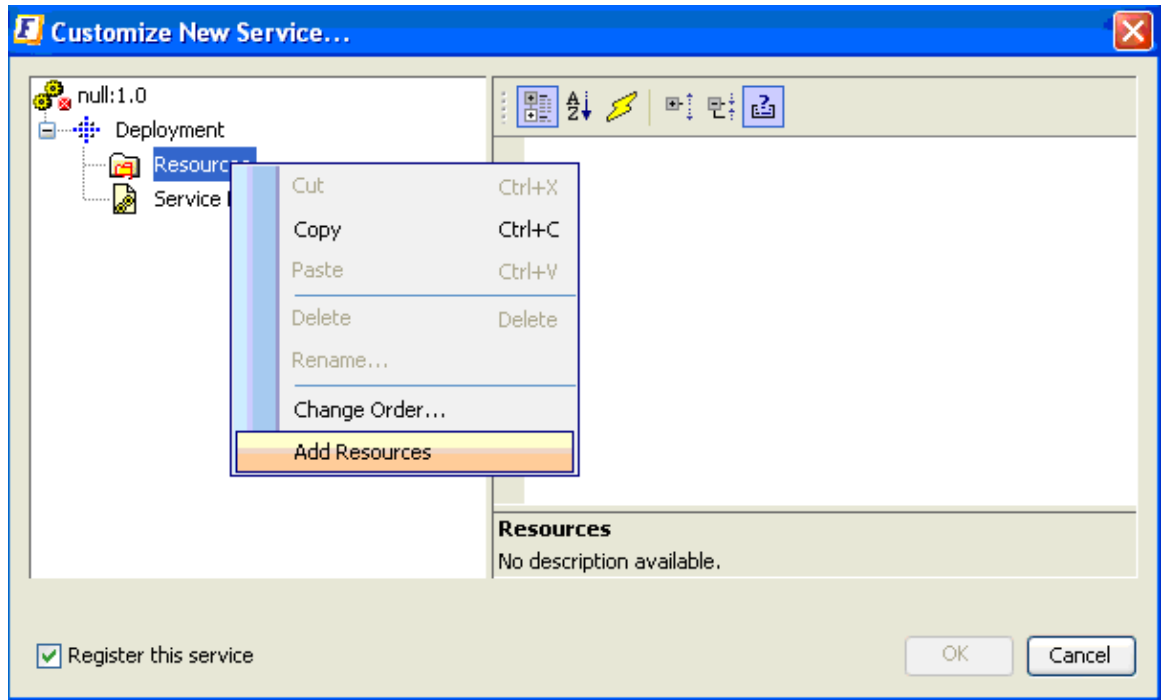 Customize New Service...
null:1.0
Deployment
Resources
Service
Cut Ctrl+X
Copy Ctrl+C
Paste Ctrl+V
Delete Delete
Rename...
Change Order...
Add Resources
Resources
No description available.
Register this service
OK
Cancel